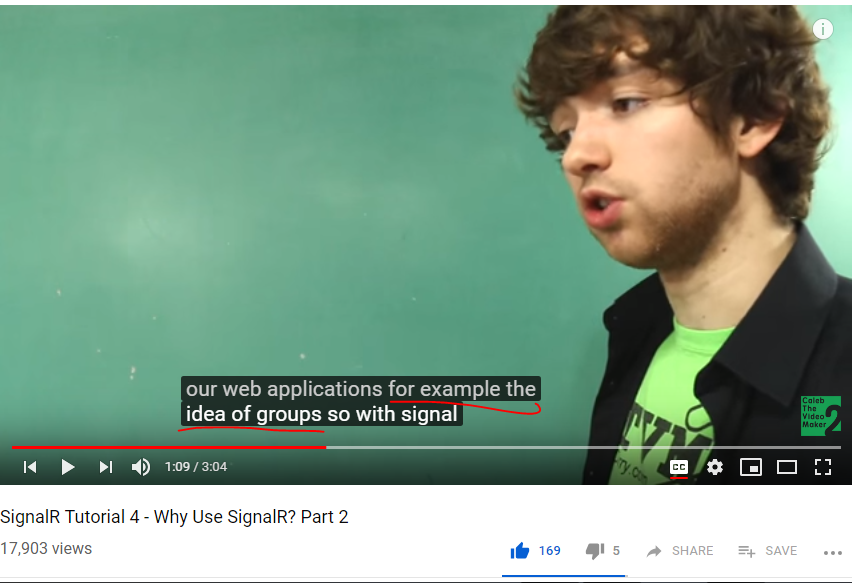 our web applications for example the
idea of groups so with signal
Caleb
The
Video
Maker
2
1:09 / 3:04
CC
SignalR Tutorial 4 - Why Use SignalR? Part 2
17,903 views
169
5
SHARE
SAVE